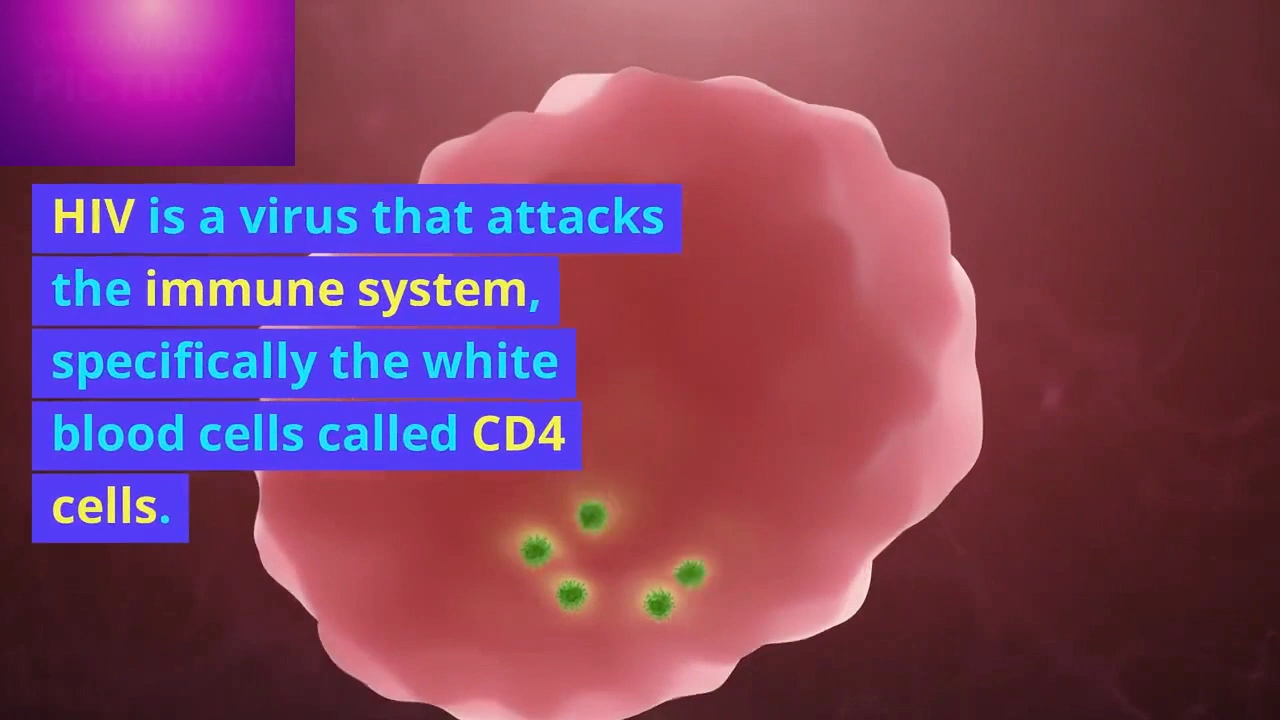 HIV is a virus that attacks
the immune system,
specifically the white
blood cells called CD4
cells.